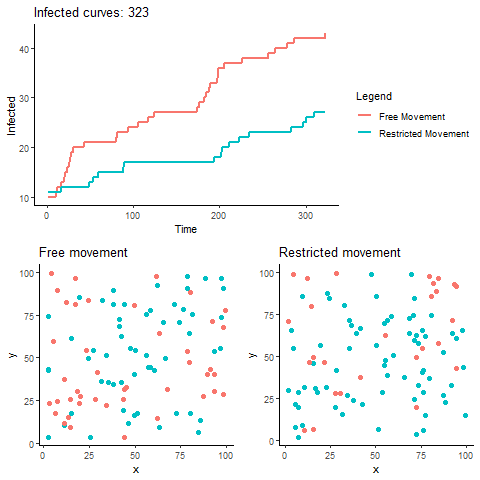 Infected curves: 323
Infected
40
30
20
10
0
100
200
300
Time
Legend
Free Movement
Restricted Movement
Free movement
y
100
75
50
25
0
0
25
50
75
100
x
Restricted movement
y
100
75
50
25
0
0
25
50
75
100
x